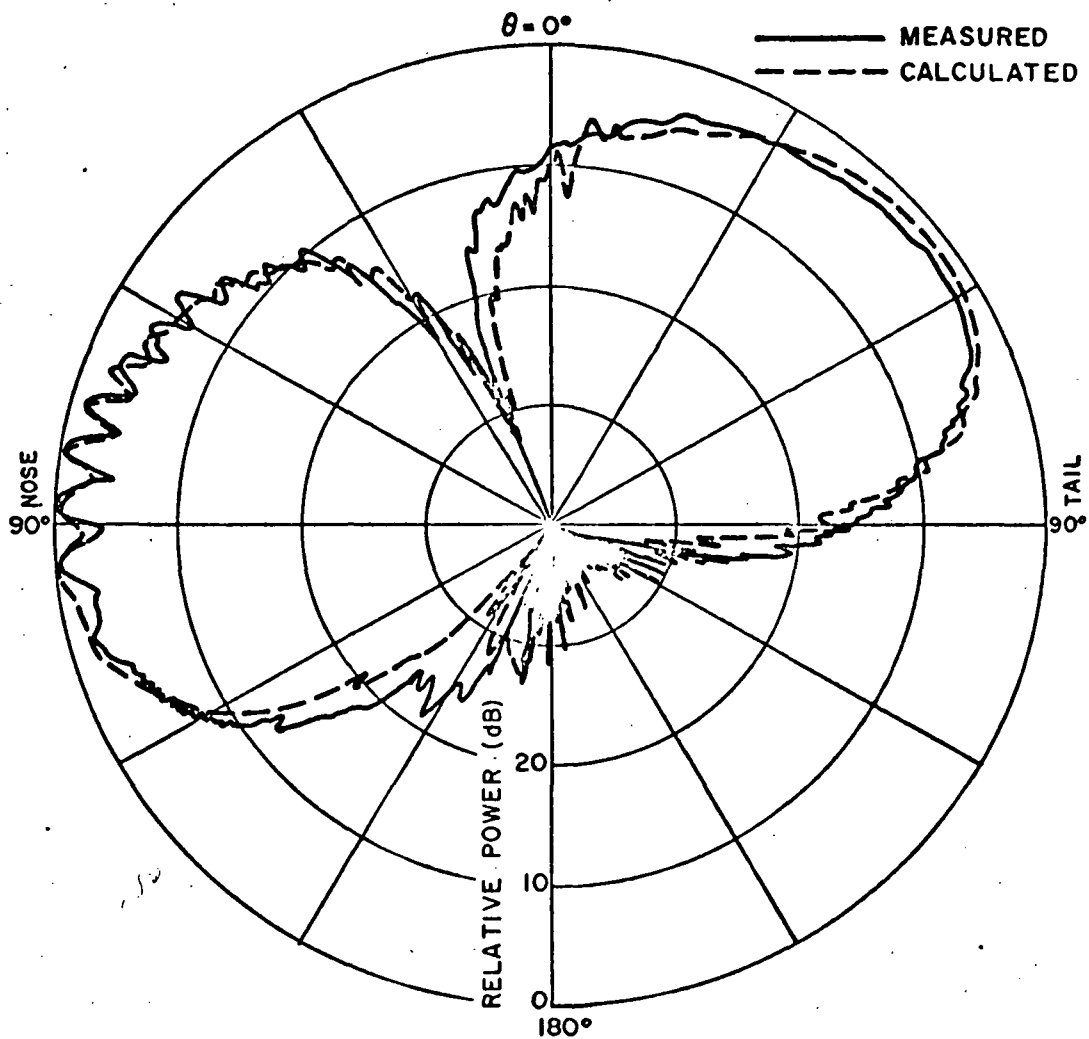 θ = 0°
MEASURED
CALCULATED
NOSE
90°
TAIL
90°
RELATIVE POWER (dB)
20
10
0
180°